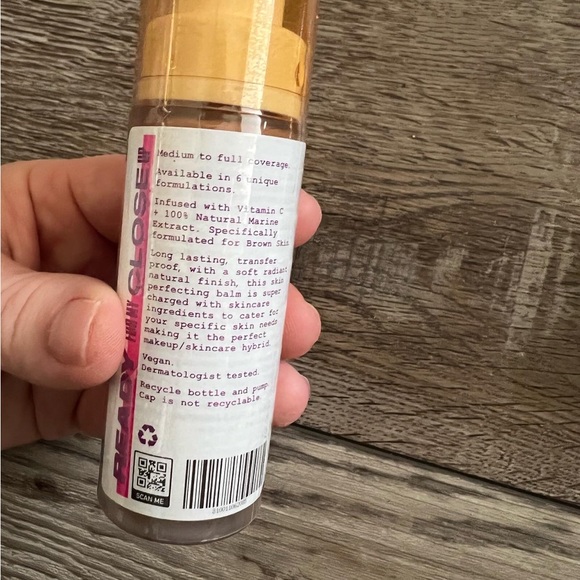 READY FOR MY CLOSE UP
Medium to full coverage.
Available in 6 unique
formulations.
Infused with Vitamin C
+ 100% Natural Marine
Extract. Specifically
formulated for Brown Skin
Long lasting, transfer
proof, with a soft radiant
natural finish, this skin
perfecting balm is super
charged with skincare
ingredients to cater for
your specific skin needs
making it the perfect
makeup/skincare hybrid.
Vegan.
Dermatologist tested.
Recycle bottle and pump.
Cap is not recyclable.
SCAN ME